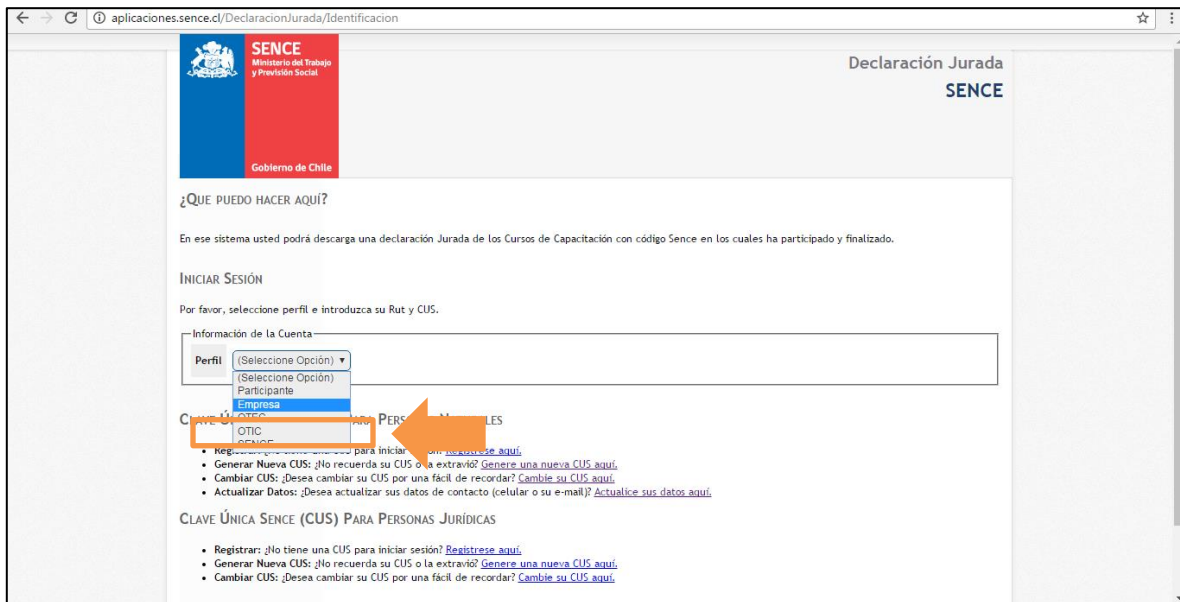 aplicaciones.sence.cl/DeclaracionJurada/Identificacion
SENCE
Ministerio del Trabajo
y Previsión Social
Gobierno de Chile
Declaración Jurada
SENCE
¿Que puedo hacer aquí?
En ese sistema usted podrá descarga una declaración Jurada de los Cursos de Capacitación con código Sence en los cuales ha participado y finalizado.
Iniciar Sesión
Por favor, seleccione perfil e introduzca su Rut y CUS.
Información de la Cuenta
Perfil (Seleccione Opción)
(Seleccione Opción)
Participante
Empresa
OTEC
OTIC
SENCE
para iniciar Registrese aquí.
Generar Nueva CUS: ¿No recuerda su CUS o la extravió? Genere una nueva CUS aquí.
Cambiar CUS: ¿Desea cambiar su CUS por una fácil de recordar? Cambie su CUS aquí.
Actualizar Datos: ¿Desea actualizar sus datos de contacto (celular o su e-mail)? Actualice sus datos aquí.
Clave Única Sence (CUS) Para Personas Jurídicas
Registrar: ¿No tiene una CUS para iniciar sesión? Registrese aquí.
Generar Nueva CUS: ¿No recuerda su CUS o la extravió? Genere una nueva CUS aquí.
Cambiar CUS: ¿Desea cambiar su CUS por una fácil de recordar? Cambie su CUS aquí.